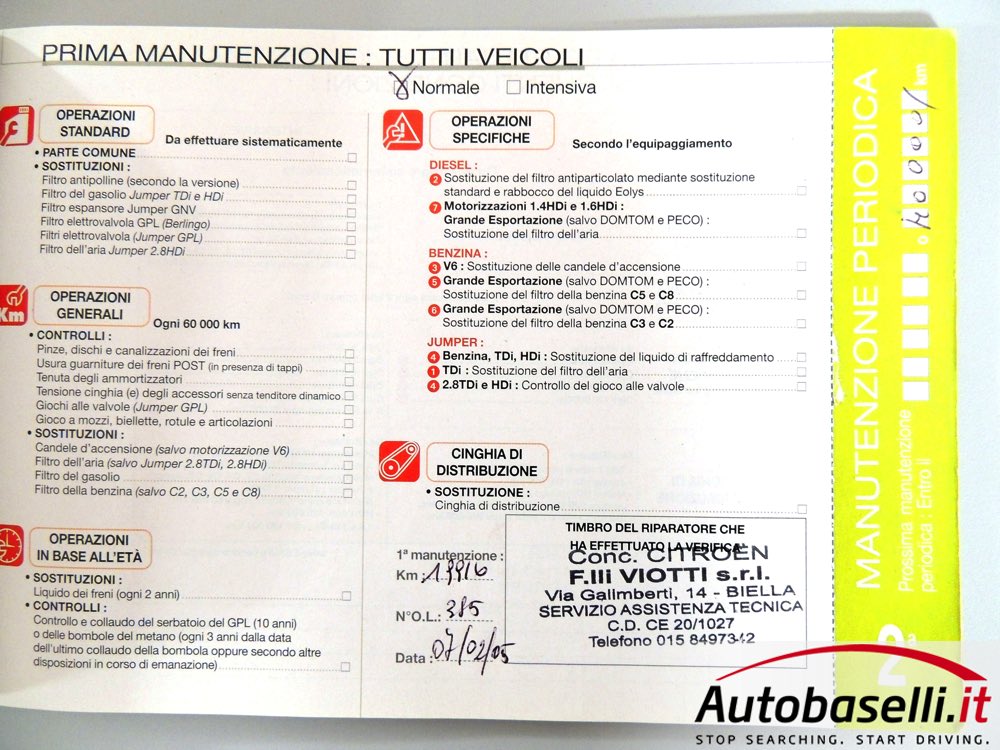 PRIMA MANUTENZIONE : TUTTI I VEICOLI
Normale Intensiva
OPERAZIONI
STANDARD
Da effettuare sistematicamente
• PARTE COMUNE
• SOSTITUZIONI :
Filtro antipolline (secondo la versione)
Filtro del gasolio Jumper TDi e HDi
Filtro espansore Jumper GNV
Filtro elettrovalvola GPL (Berlingo)
Filtri elettrovalvola (Jumper GPL)
Filtro dell'aria Jumper 2.8HDi
Km
OPERAZIONI
GENERALI
Ogni 60 000 km
• CONTROLLI :
Pinze, dischi e canalizzazioni dei freni
Usura guarniture dei freni POST (in presenza di tappi)
Tenuta degli ammortizzatori
Tensione cinghia (e) degli accessori senza tenditore dinamico
Giochi alle valvole (Jumper GPL)
Gioco a mozzi, biellette, rotule e articolazioni
• SOSTITUZIONI :
Candele d'accensione (salvo motorizzazione V6)
Filtro dell'aria (salvo Jumper 2.8TDi, 2.8HDi)
Filtro del gasolio
Filtro della benzina (salvo C2, C3, C5 e C8)
OPERAZIONI
IN BASE ALL'ETÀ
• SOSTITUZIONI :
Liquido dei freni (ogni 2 anni)
• CONTROLLI :
Controllo e collaudo del serbatoio del GPL (10 anni)
o delle bombole del metano (ogni 3 anni dalla data
dell'ultimo collaudo della bombola oppure secondo altre
disposizioni in corso di emanazione)
OPERAZIONI
SPECIFICHE
Secondo l'equipaggiamento
DIESEL :
2 Sostituzione del filtro antiparticolato mediante sostituzione
standard e rabbocco del liquido Eolys
7 Motorizzazioni 1.4HDi e 1.6HDi :
Grande Esportazione (salvo DOMTOM e PECO) :
Sostituzione del filtro dell'aria
BENZINA :
3 V6 : Sostituzione delle candele d'accensione
5 Grande Esportazione (salvo DOMTOM e PECO) :
Sostituzione del filtro della benzina C5 e C8
6 Grande Esportazione (salvo DOMTOM e PECO) :
Sostituzione del filtro della benzina C3 e C2
JUMPER :
4 Benzina, TDi, HDi : Sostituzione del liquido di raffreddamento
1 TDi : Sostituzione del filtro dell'aria
4 2.8TDi e HDi : Controllo del gioco alle valvole
CINGHIA DI
DISTRIBUZIONE
• SOSTITUZIONE :
Cinghia di distribuzione
1ª manutenzione :
Km : 19916
N°O.L.: 385
Data : 07/02/05
TIMBRO DEL RIPARATORE CHE
HA EFFETTUATO LA VERIFICA
Conc. CITROËN
F.lli VIOTTI s.r.l.
Via Galimberti, 14 - BIELLA
SERVIZIO ASSISTENZA TECNICA
C.D. CE 20/1027
Telefono 015 8497342
MANUTENZIONE PERIODICA
Prossima manutenzione
periodica : Entro il
o 40000/ km
2
Autobaselli.it
STOP SEARCHING. START DRIVING.